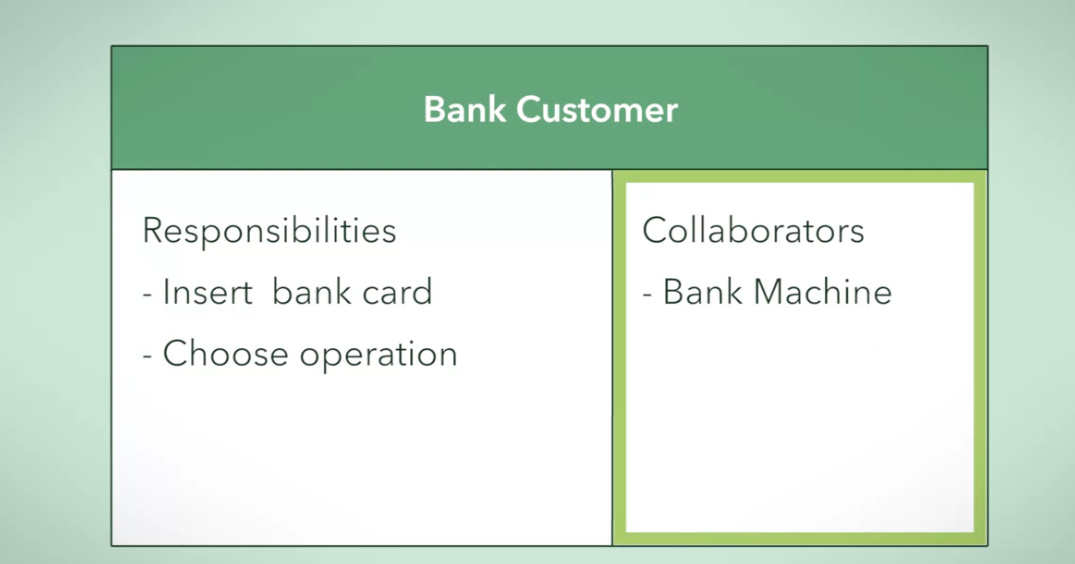 Bank Customer
Responsibilities
- Insert  bank card
- Choose operation
Collaborators
- Bank Machine